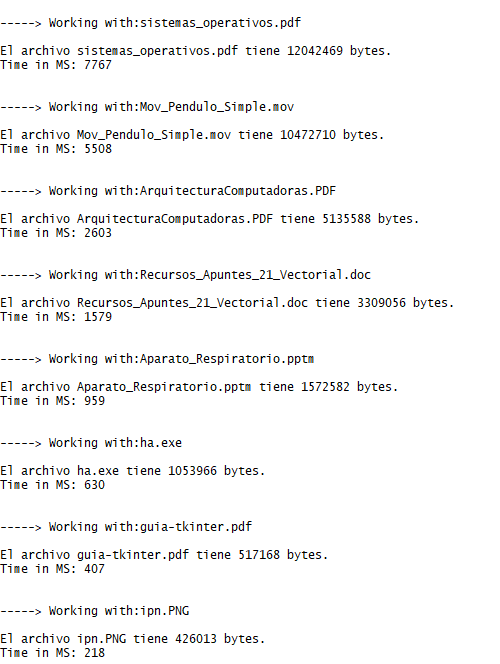 -----> Working with:sistemas_operativos.pdf
El archivo sistemas_operativos.pdf tiene 12042469 bytes.
Time in MS: 7767
-----> Working with:Mov_Pendulo_Simple.mov
El archivo Mov_Pendulo_Simple.mov tiene 10472710 bytes.
Time in MS: 5508
-----> Working with:ArquitecturaComputadoras.PDF
El archivo ArquitecturaComputadoras.PDF tiene 5135588 bytes.
Time in MS: 2603
-----> Working with:Recursos_Apuntes_21_Vectorial.doc
El archivo Recursos_Apuntes_21_Vectorial.doc tiene 3309056 bytes.
Time in MS: 1579
-----> Working with:Aparato_Respiratorio.pptm
El archivo Aparato_Respiratorio.pptm tiene 1572582 bytes.
Time in MS: 959
-----> Working with:ha.exe
El archivo ha.exe tiene 1053966 bytes.
Time in MS: 630
-----> Working with:guia-tkinter.pdf
El archivo guia-tkinter.pdf tiene 517168 bytes.
Time in MS: 407
-----> Working with:ipn.PNG
El archivo ipn.PNG tiene 426013 bytes.
Time in MS: 218